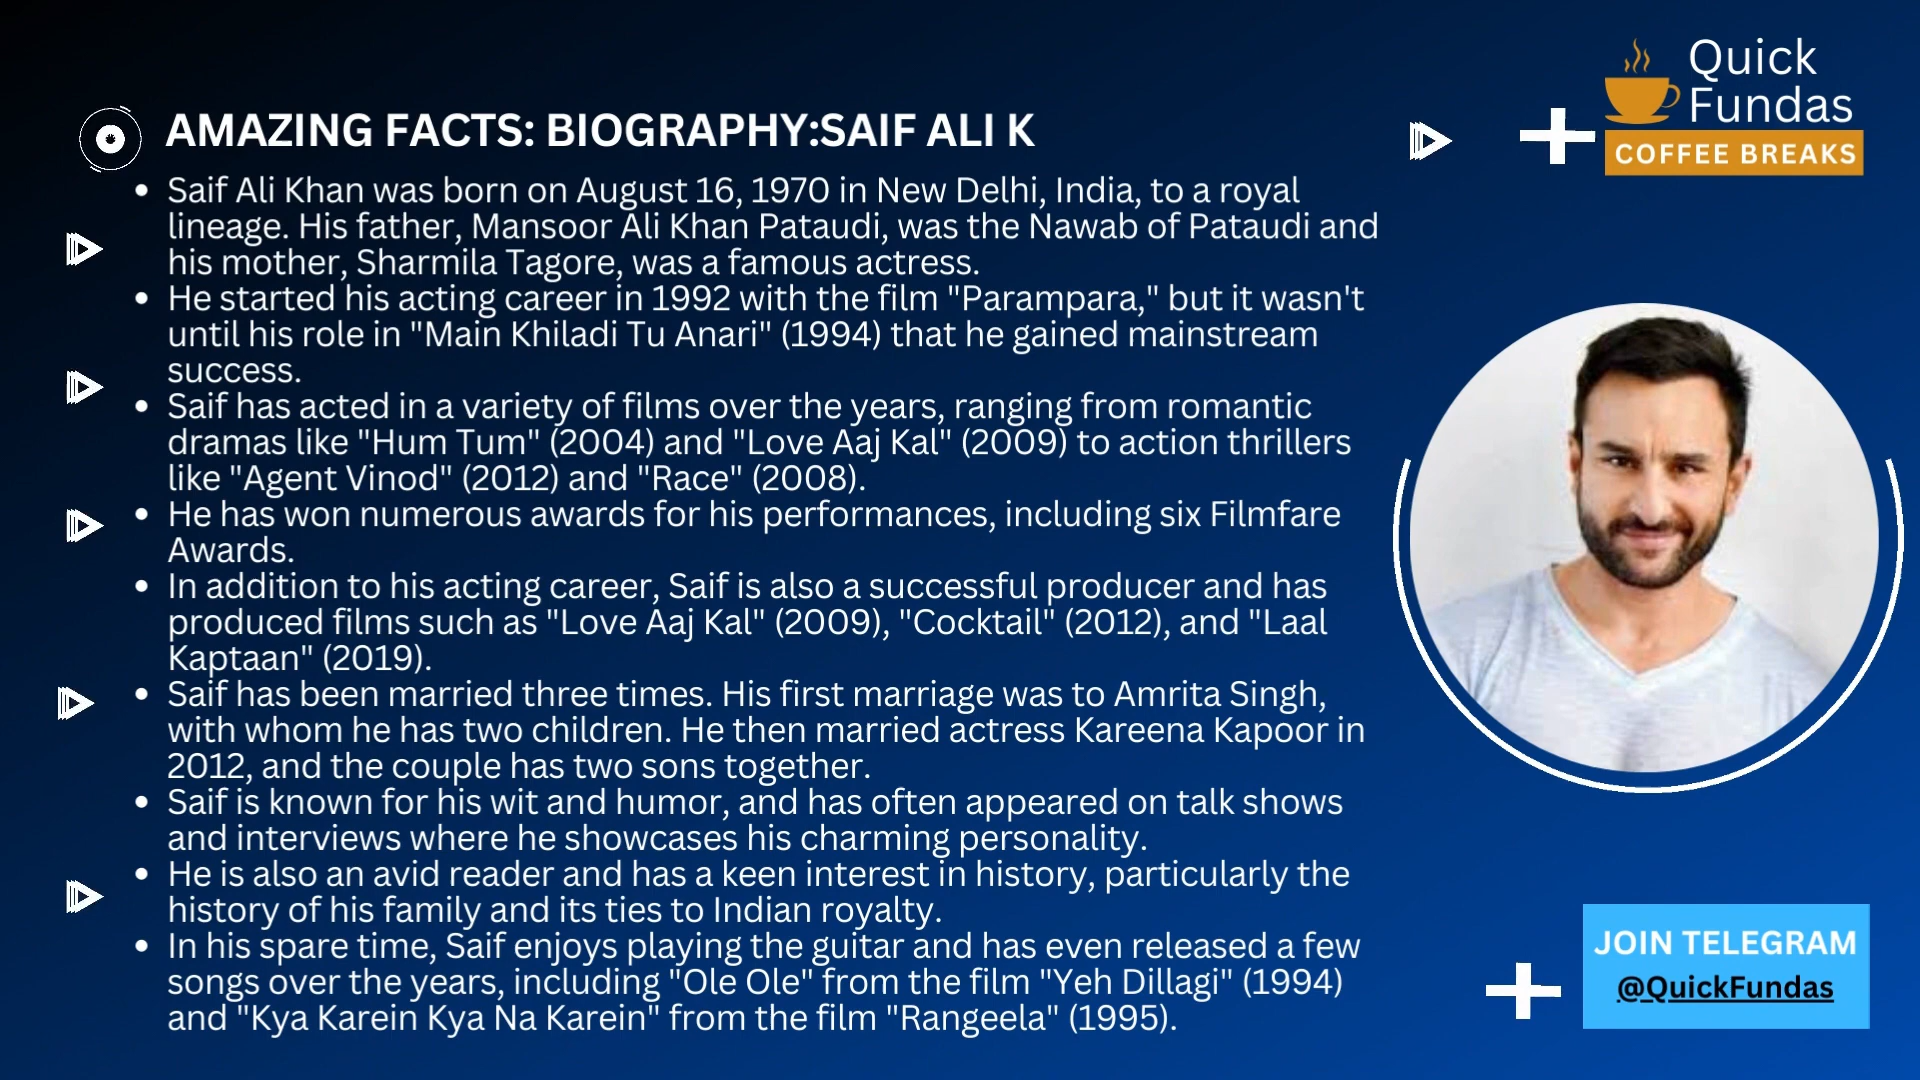 Quick
Fundas
COFFEE BREAKS
AMAZING FACTS: BIOGRAPHY:SAIF ALI K
• Saif Ali Khan was born on August 16, 1970 in New Delhi, India, to a royal
lineage. His father, Mansoor Ali Khan Pataudi, was the Nawab of Pataudi and
his mother, Sharmila Tagore, was a famous actress.
• He started his acting career in 1992 with the film "Parampara," but it wasn't
until his role in "Main Khiladi Tu Anari" (1994) that he gained mainstream
success.
• Saif has acted in a variety of films over the years, ranging from romantic
dramas like "Hum Tum" (2004) and "Love Aaj Kal" (2009) to action thrillers
like "Agent Vinod" (2012) and "Race" (2008).
• He has won numerous awards for his performances, including six Filmfare
Awards.
• In addition to his acting career, Saif is also a successful producer and has
produced films such as "Love Aaj Kal" (2009), "Cocktail" (2012), and "Laal
Kaptaan" (2019).
• Saif has been married three times. His first marriage was to Amrita Singh,
with whom he has two children. He then married actress Kareena Kapoor in
2012, and the couple has two sons together.
• Saif is known for his wit and humor, and has often appeared on talk shows
and interviews where he showcases his charming personality.
• He is also an avid reader and has a keen interest in history, particularly the
history of his family and its ties to Indian royalty.
• In his spare time, Saif enjoys playing the guitar and has even released a few
songs over the years, including "Ole Ole" from the film "Yeh Dillagi" (1994)
and "Kya Karein Kya Na Karein" from the film "Rangeela" (1995).
JOIN TELEGRAM
@QuickFundas